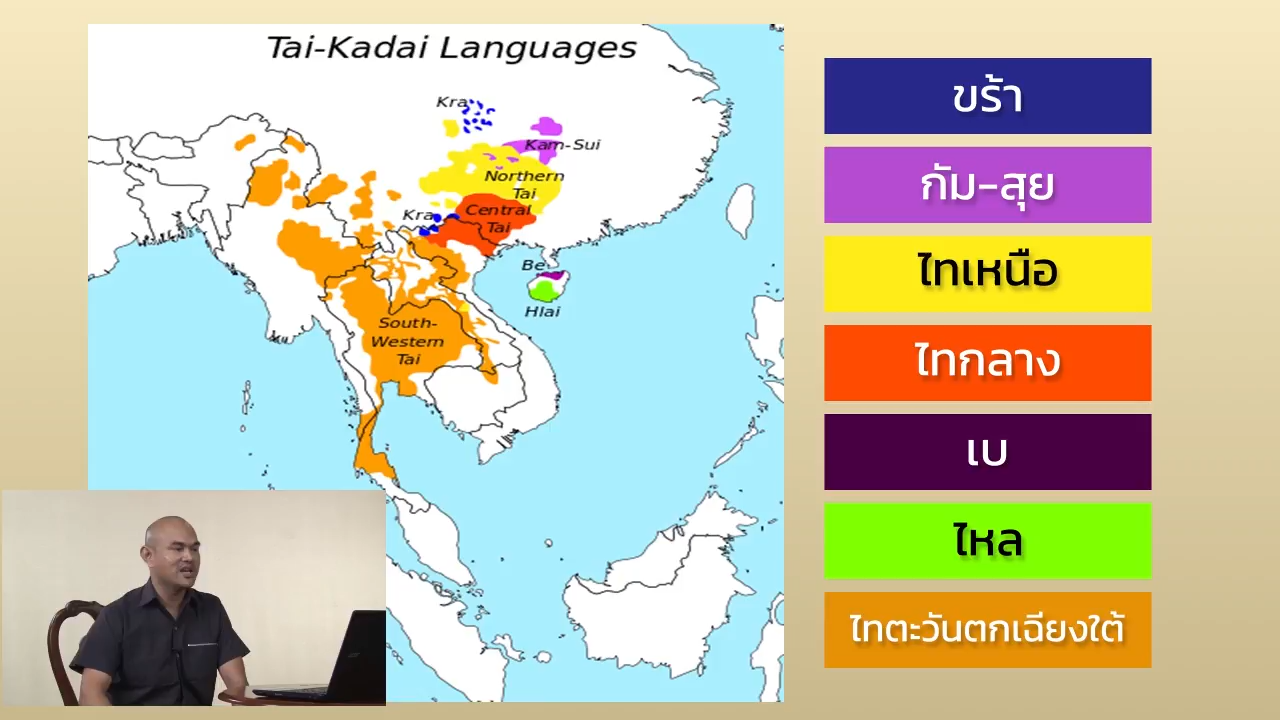 Tai-Kadai Languages
Kra
Kam-Sui
Northern
Tai
Kra
Central
Tai
Be
Hlai
South-
Western
Tai
ขร้า
กัม-สุย
ไทเหนือ
ไทกลาง
เบ
ไหล
ไทตะวันตกเฉียงใต้